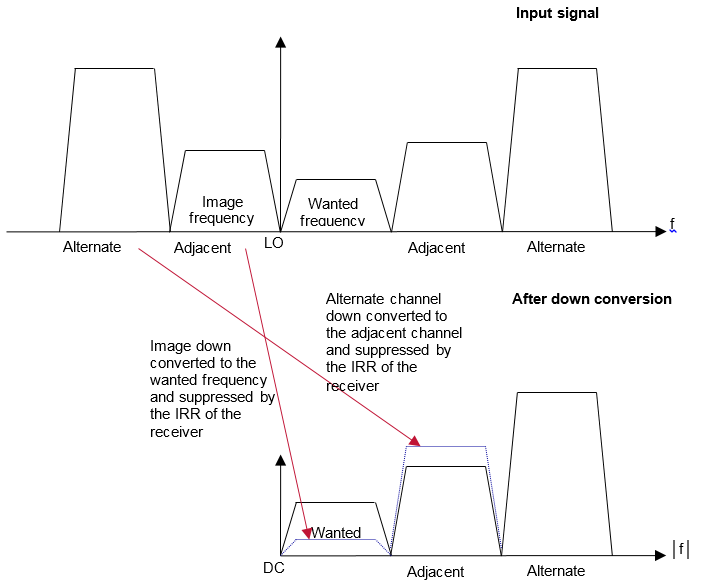 Input signal
Image
frequency
Wanted
frequency
f
Alternate
Adjacent
LO
Adjacent
Alternate
Alternate channel
down converted to
the adjacent channel
and suppressed by
the IRR of the
receiver
After down conversion
Image down
converted to the
wanted frequency
and suppressed by
the IRR of the
receiver
Wanted
|f|
DC
Adjacent
Alternate